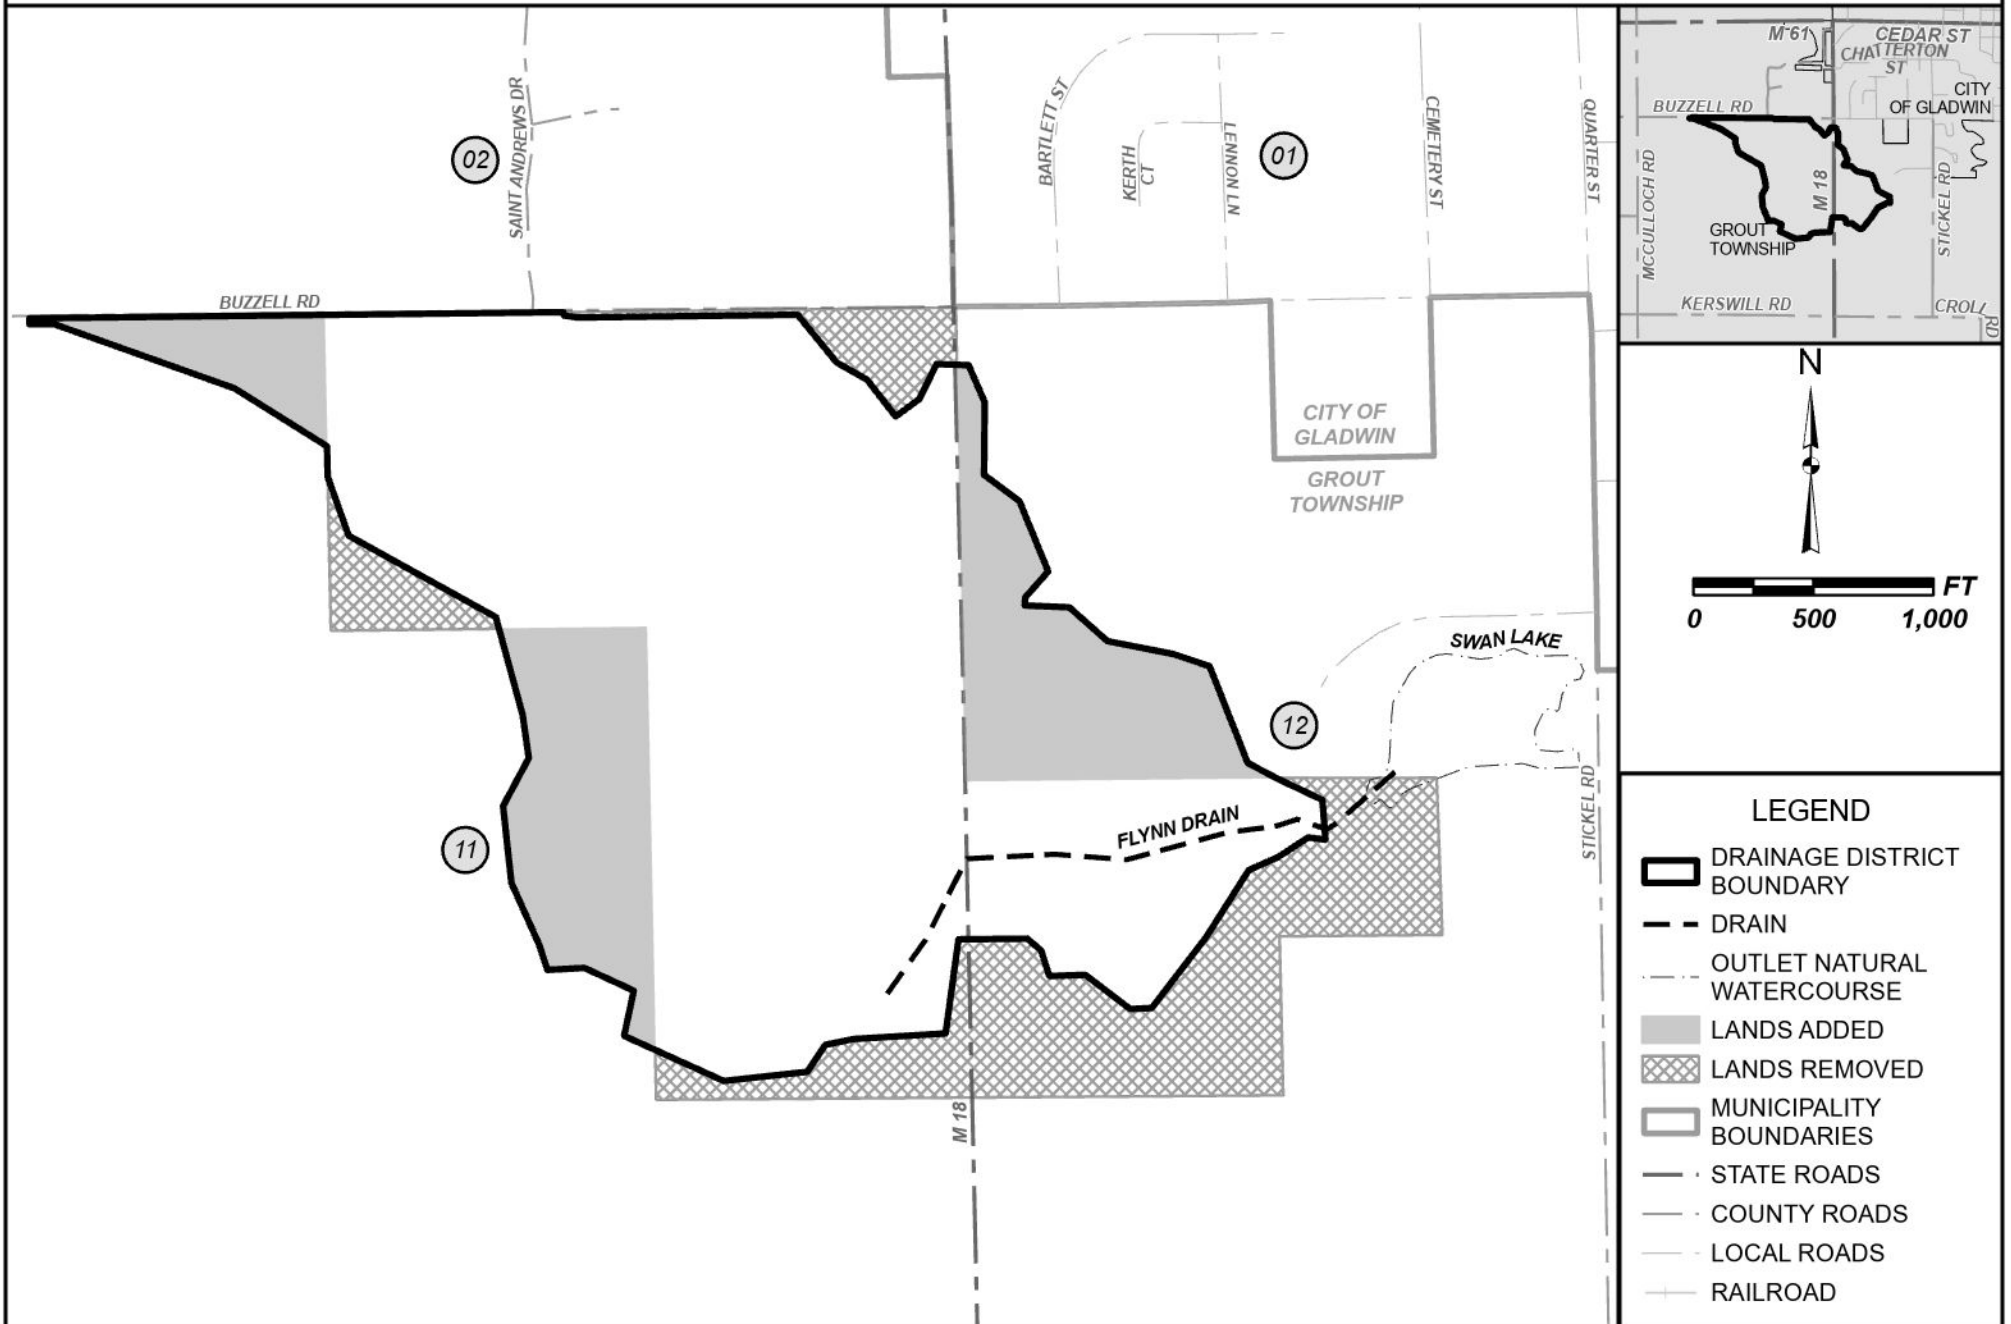 SAINT ANDREWS DR
02
BARTLETT ST
KERTH
CT
LENNON LN
01
CEMETERY ST
QUARTER ST
BUZZELL RD
CITY OF
GLADWIN
GROUT
TOWNSHIP
SWAN LAKE
12
STICKEL RD
FLYNN DRAIN
11
M 18
M-61
CEDAR ST
CHATTERTON
ST
CITY
OF GLADWIN
BUZZELL RD
MCCULLOCH RD
M 18
STICKEL RD
GROUT
TOWNSHIP
KERSWILL RD
CROLL
RD
N
FT
0 500 1,000
LEGEND
DRAINAGE DISTRICT
BOUNDARY
DRAIN
OUTLET NATURAL
WATERCOURSE
LANDS ADDED
LANDS REMOVED
MUNICIPALITY
BOUNDARIES
STATE ROADS
COUNTY ROADS
LOCAL ROADS
RAILROAD